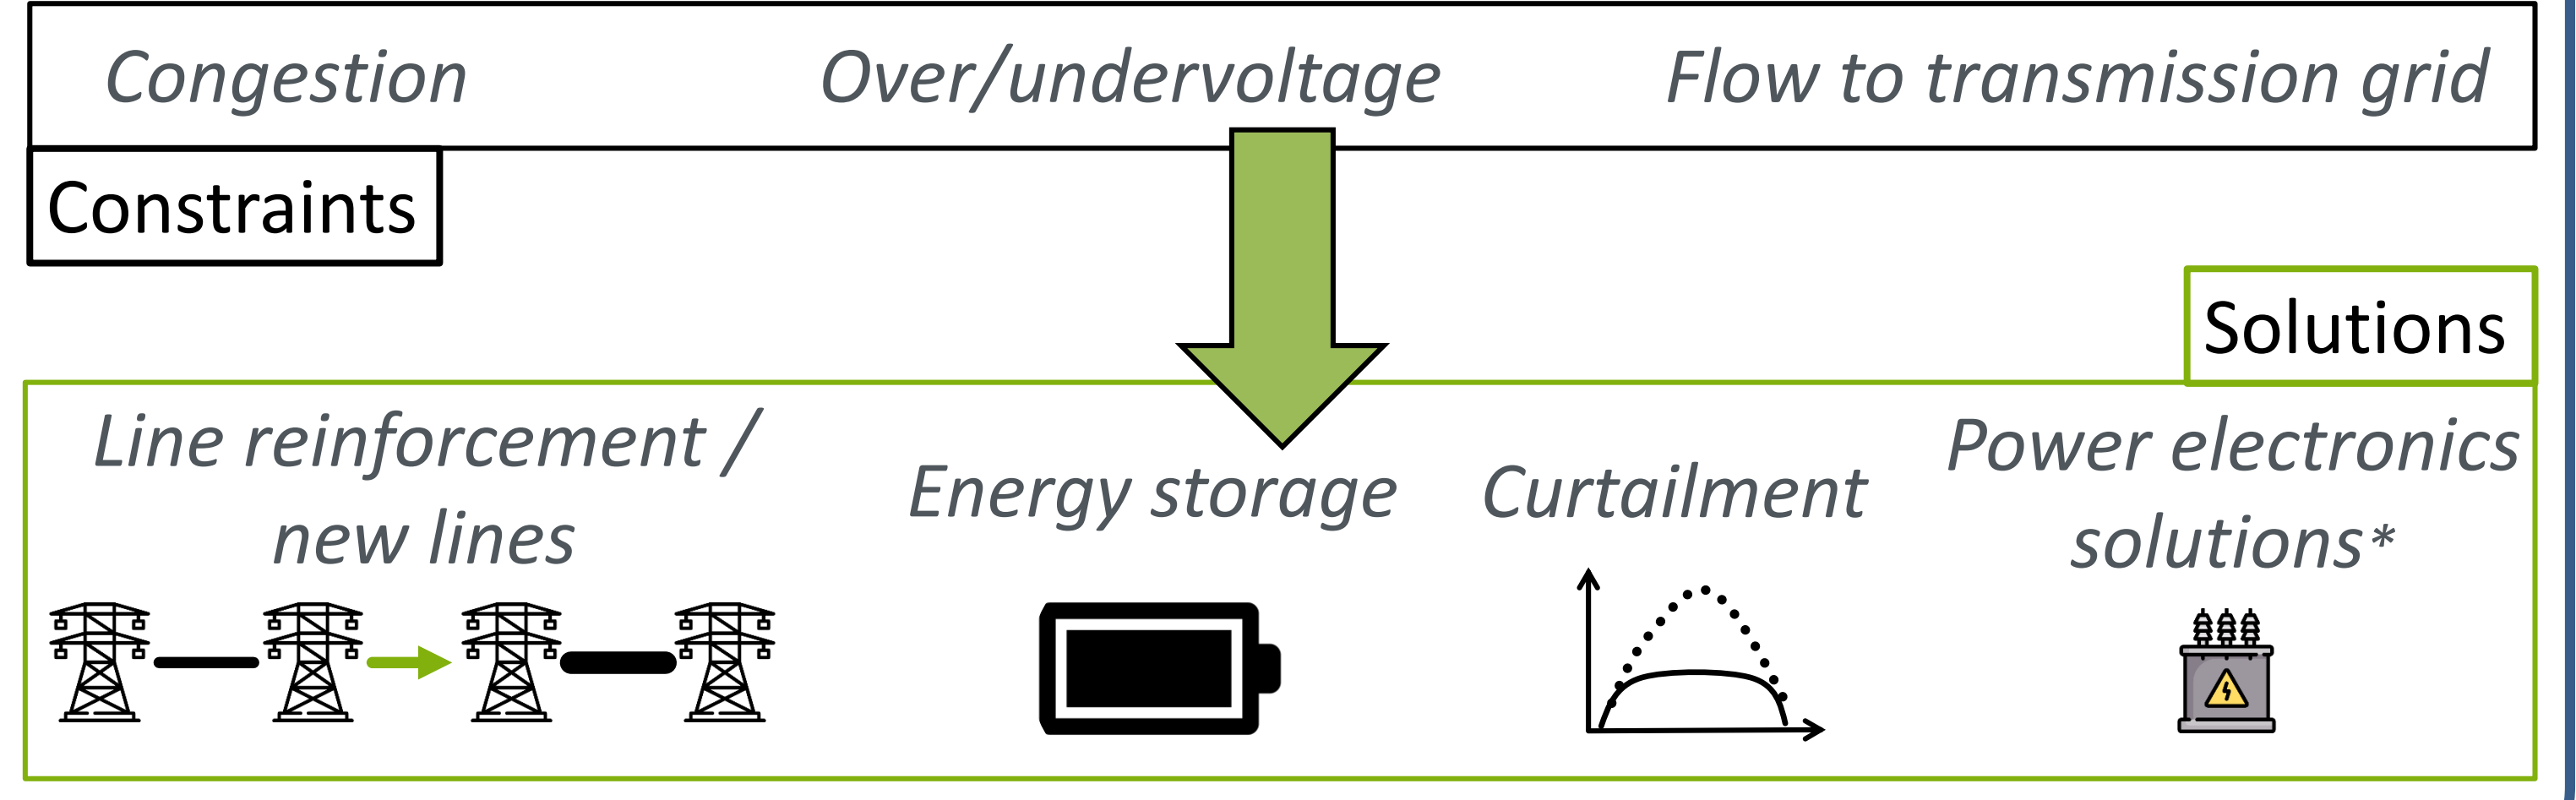 Congestion
Over/undervoltage
Flow to transmission grid
Constraints
Solutions
Line reinforcement /
new lines
Energy storage
Curtailment
Power electronics
solutions*